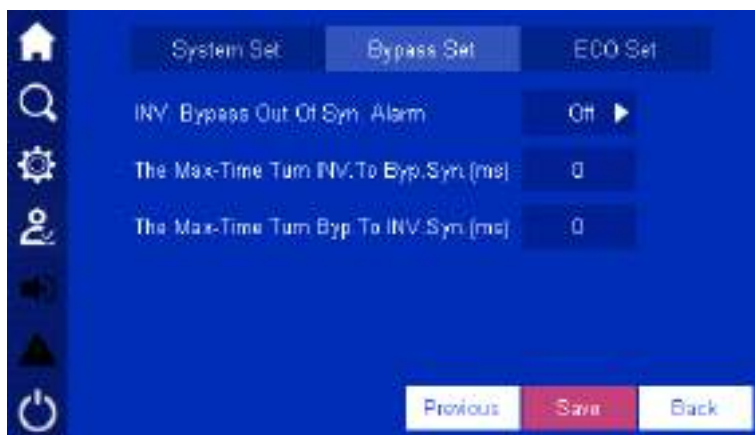 System Set Bypass Set ECO Set
INV. Bypass Out Of Syn. Alarm Off
The Max-Time Turn INV.To Byp.Syn.(ms) 0
The Max-Time Turn Byp.To INV.Syn.(ms) 0
Previous Save Back